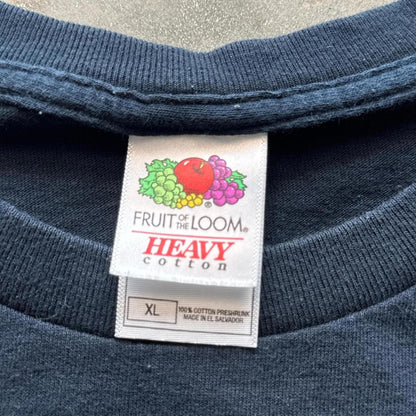 FRUIT OF THE LOOM®
HEAVY
cotton
XL
100% COTTON PRESHRUNK
MADE IN EL SALVADOR